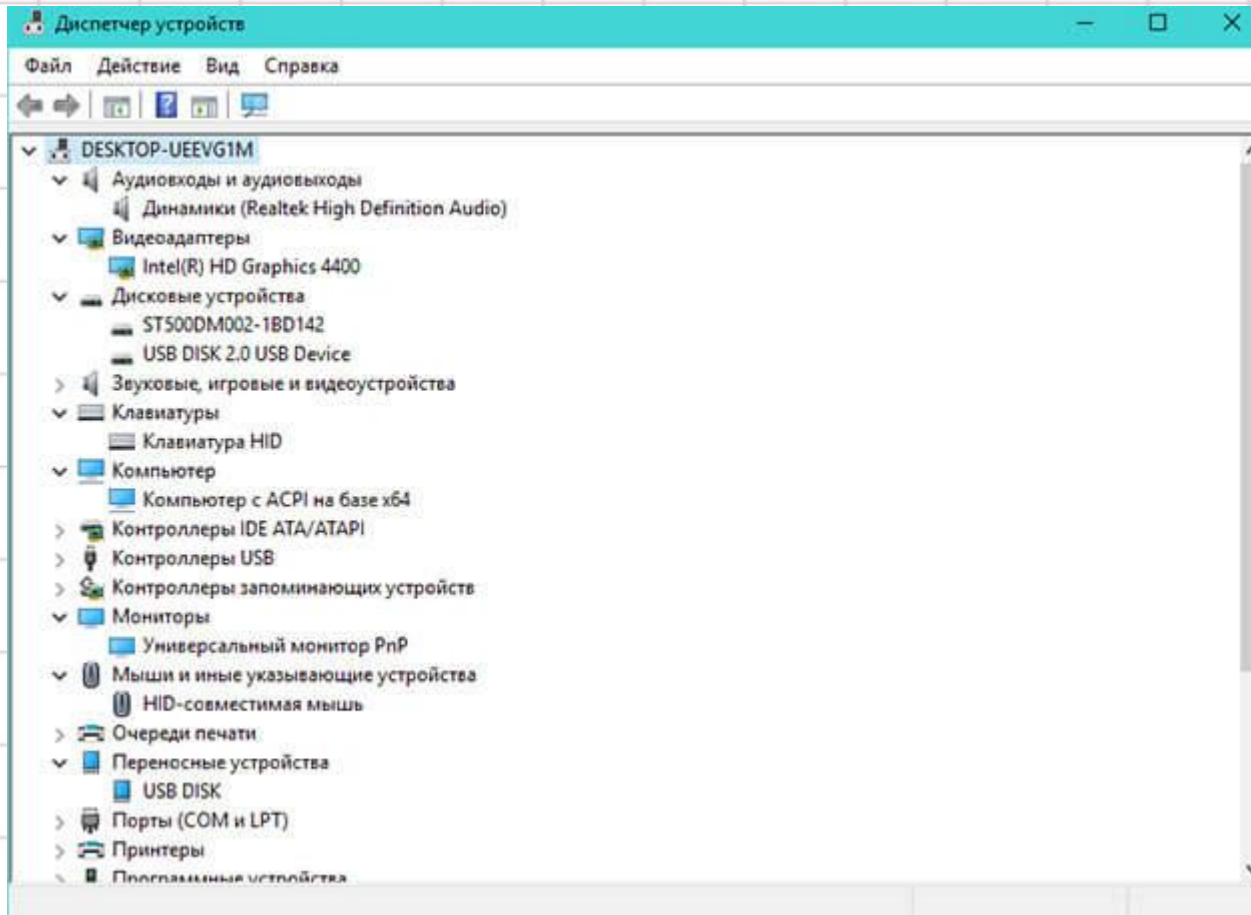 Диспетчер устройств
Файл Действие Вид Справка
DESKTOP-UEEVG1M
Аудиовходы и аудиовыходы
Динамики (Realtek High Definition Audio)
Видеоадаптеры
Intel(R) HD Graphics 4400
Дисковые устройства
ST500DM002-1BD142
USB DISK 2.0 USB Device
Звуковые, игровые и видеоустройства
Клавиатуры
Клавиатура HID
Компьютер
Компьютер с ACPI на базе x64
Контроллеры IDE ATA/ATAPI
Контроллеры USB
Контроллеры запоминающих устройств
Мониторы
Универсальный монитор PnP
Мыши и иные указывающие устройства
HID-совместимая мышь
Очереди печати
Переносные устройства
USB DISK
Порты (COM и LPT)
Принтеры
Программные устройства